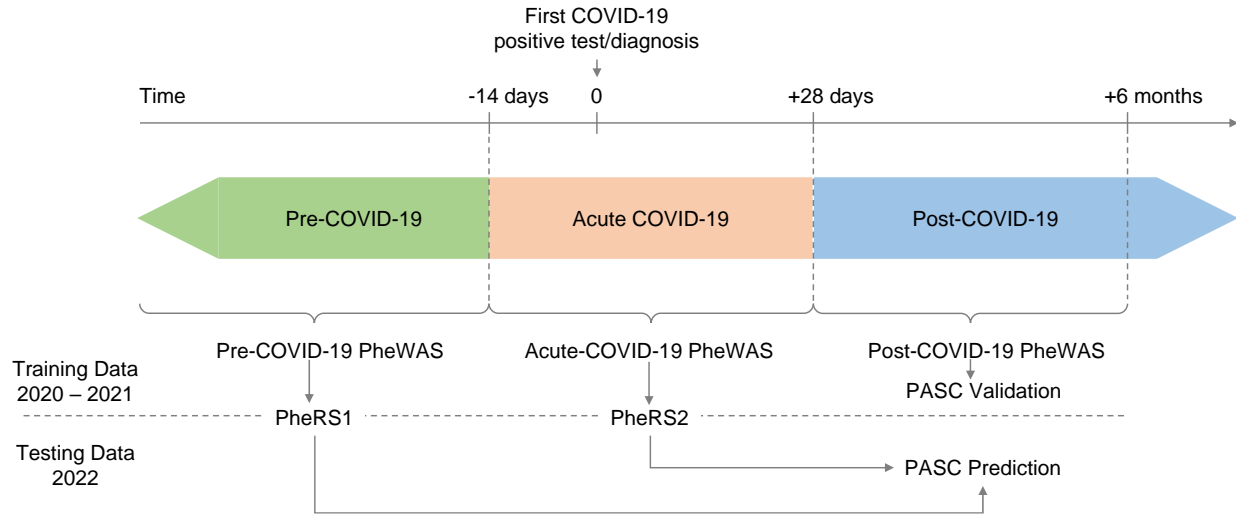 First COVID-19
positive test/diagnosis
Time
-14 days
0
+28 days
+6 months
Pre-COVID-19
Acute COVID-19
Post-COVID-19
Pre-COVID-19 PheWAS
Acute-COVID-19 PheWAS
Post-COVID-19 PheWAS
Training Data
2020 – 2021
PASC Validation
PheRS1
PheRS2
Testing Data
2022
PASC Prediction